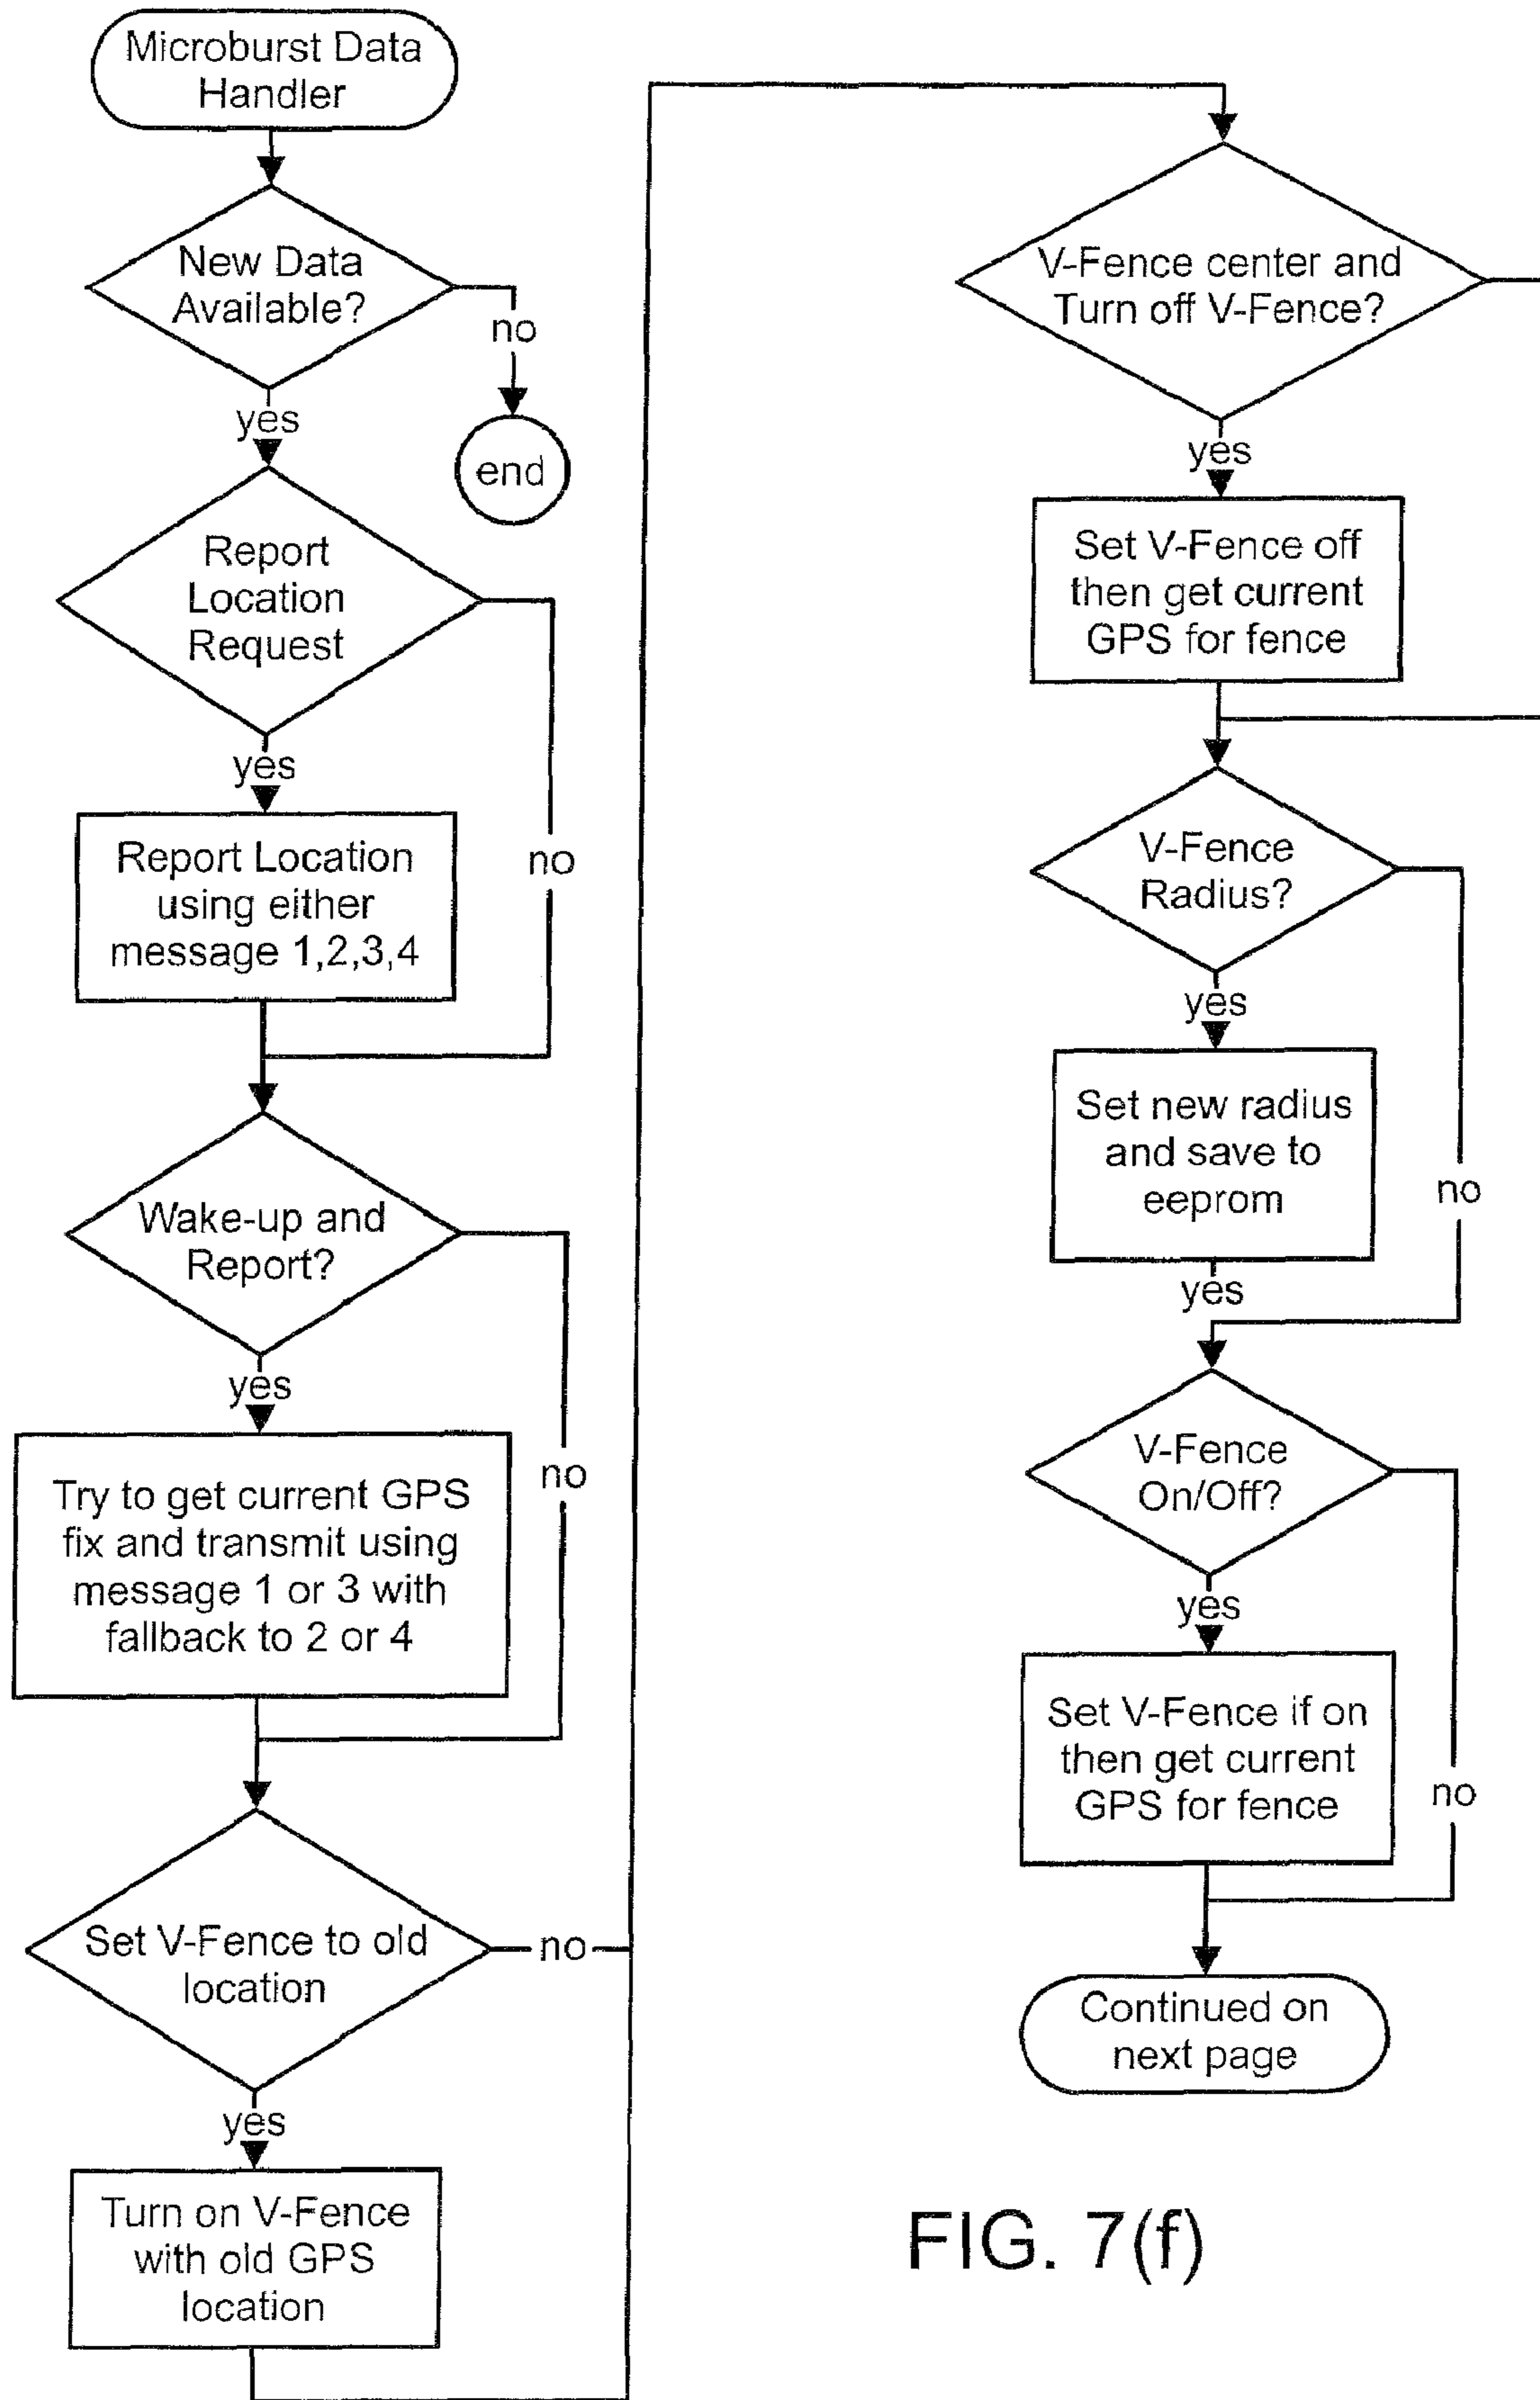 Microburst Data
Handler
New Data
Available?
no
end
yes
Report
Location
Request
yes
no
Report Location
using either
message 1,2,3,4
Wake-up and
Report?
yes
no
Try to get current GPS
fix and transmit using
message 1 or 3 with
fallback to 2 or 4
Set V-Fence to old
location
no
yes
Turn on V-Fence
with old GPS
location
V-Fence center and
Turn off V-Fence?
yes
Set V-Fence off
then get current
GPS for fence
V-Fence
Radius?
yes
no
Set new radius
and save to
eeprom
yes
V-Fence
On/Off?
yes
no
Set V-Fence if on
then get current
GPS for fence
Continued on
next page
FIG. 7(f)